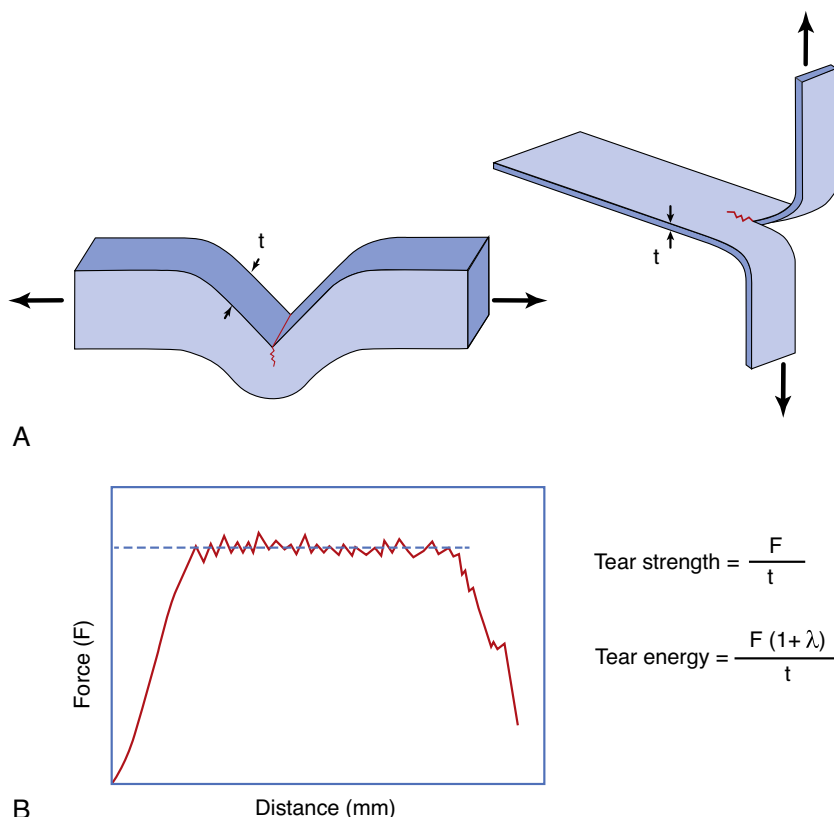 t
t
A
Force (F)
Distance (mm)
B
Tear strength = F / t
Tear energy = F (1+ λ) / t